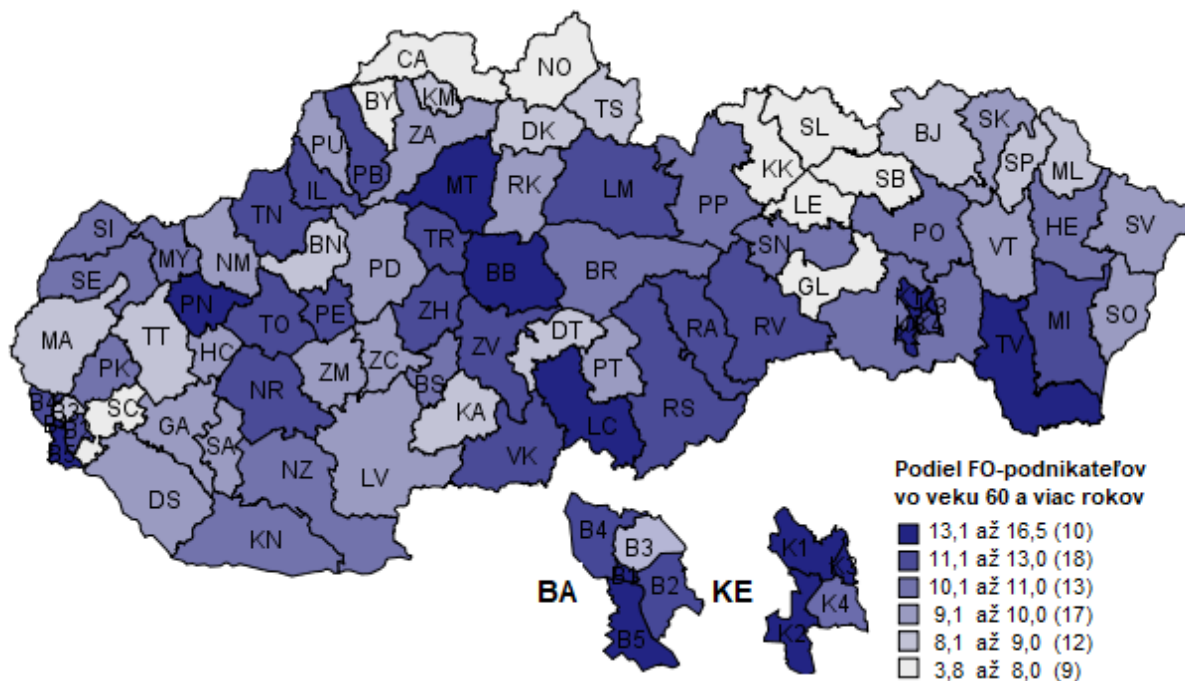 CA
NO
BY
KM
TS
PU
ZA
DK
SL
BJ
SK
SP
ML
PB
KK
SB
IL
MT
RK
LM
PP
LE
TN
SI
BN
TR
SN
PO
VT
HE
SV
MY
NM
PD
BB
BR
GL
SE
PN
PE
ZH
TO
K3
MI
SO
MA
TT
HC
DT
RA
RV
TV
PK
ZM
ZC
ZV
PT
NR
BS
B4
SC
GA
KA
LC
RS
B5
SA
VK
NZ
LV
DS
KN
Podiel FO-podnikateľov
vo veku 60 a viac rokov
13,1 až 16,5 (10)
11,1 až 13,0 (18)
10,1 až 11,0 (13)
9,1 až 10,0 (17)
8,1 až 9,0 (12)
3,8 až 8,0 (9)
BA
B4
B3
B1
B2
B5
KE
K1
K3
K4
K2